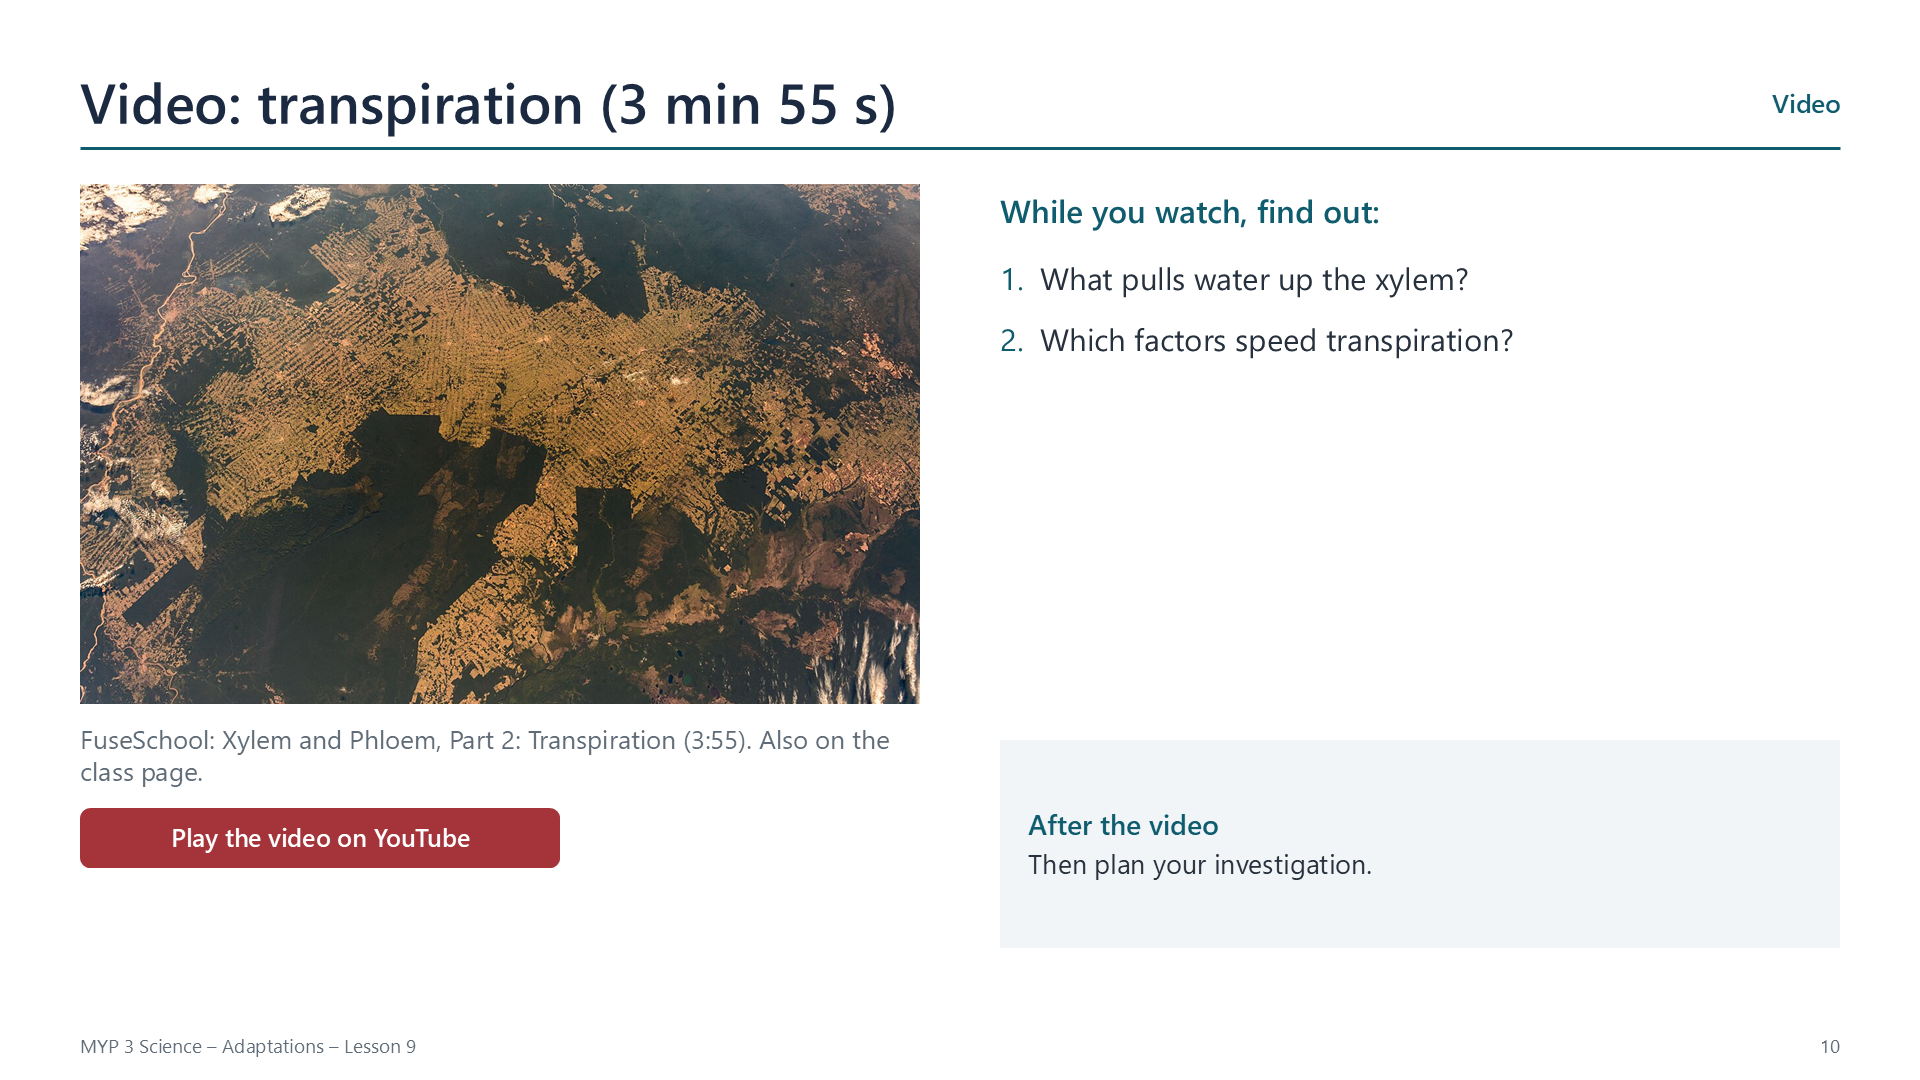 Video: transpiration (3 min 55 s)
Video
While you watch, find out:
1. What pulls water up the xylem?
2. Which factors speed transpiration?
FuseSchool: Xylem and Phloem, Part 2: Transpiration (3:55). Also on the
class page.
Play the video on YouTube
After the video
Then plan your investigation.
MYP 3 Science – Adaptations – Lesson 9
10